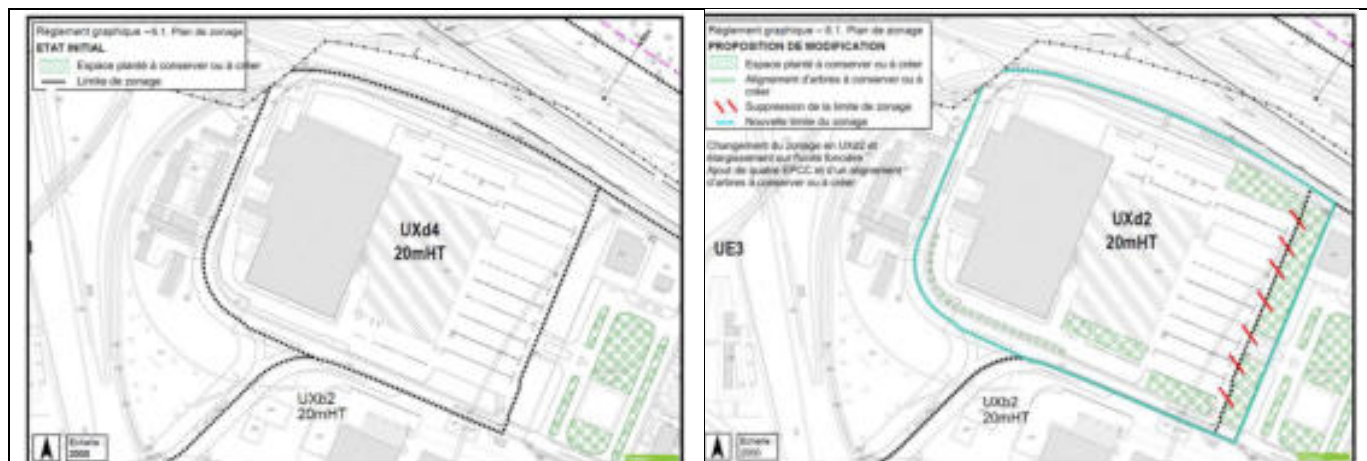 Règlement graphique – 6.1. Plan de zonage
ETAT INITIAL
Espace planté à conserver ou à créer
Limite de zonage
UXd4
20mHT
UXb2
20mHT
Echelle
2000
Règlement graphique – 6.1. Plan de zonage
PROPOSITION DE MODIFICATION
Espace planté à conserver ou à créer
Alignement d'arbres à conserver ou à
créer
Suppression de la limite de zonage
Nouvelle limite du zonage
Changement du zonage en UXd2 et
élargissement sur l'unité foncière
Ajout de quatre EPCC et d'un alignement
d'arbres à conserver ou à créer
UE3
UXd2
20mHT
UXb2
20mHT
Echelle
2000